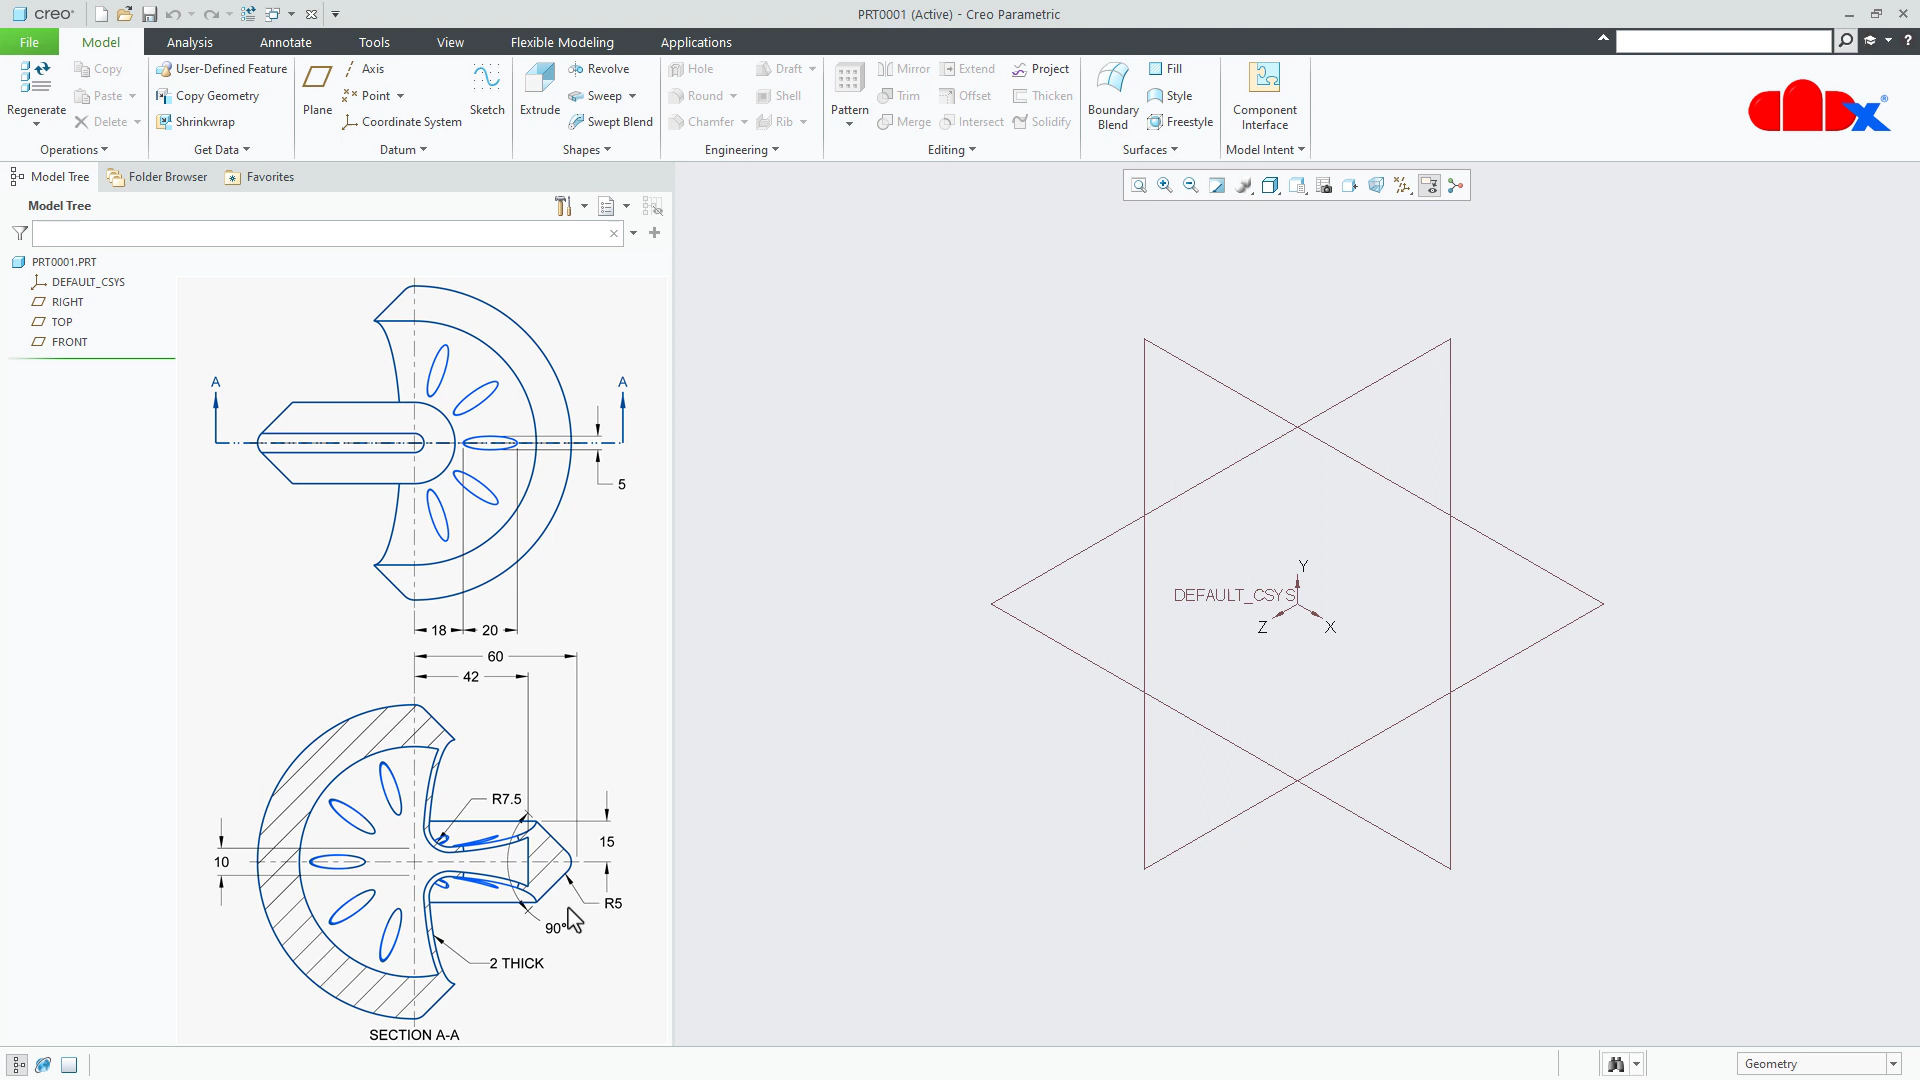 creo
PRT0001 (Active) - Creo Parametric
File
Model
Analysis
Annotate
Tools
View
Flexible Modeling
Applications
Regenerate
Copy
Paste
Delete
Operations
User-Defined Feature
Copy Geometry
Shrinkwrap
Get Data
Plane
Axis
Point
Coordinate System
Sketch
Datum
Extrude
Revolve
Sweep
Swept Blend
Shapes
Hole
Draft
Round
Shell
Chamfer
Rib
Engineering
Pattern
Mirror
Extend
Project
Trim
Offset
Thicken
Merge
Intersect
Solidify
Editing
Boundary
Blend
Fill
Style
Freestyle
Surfaces
Component
Interface
Model Intent
CADX
Model Tree
Folder Browser
Favorites
Model Tree
PRT0001.PRT
DEFAULT_CSYS
RIGHT
TOP
FRONT
A
A
5
18
20
60
42
R7.5
15
10
R5
90°
2 THICK
SECTION A-A
DEFAULT_CSYS
Y
Z
X
Geometry